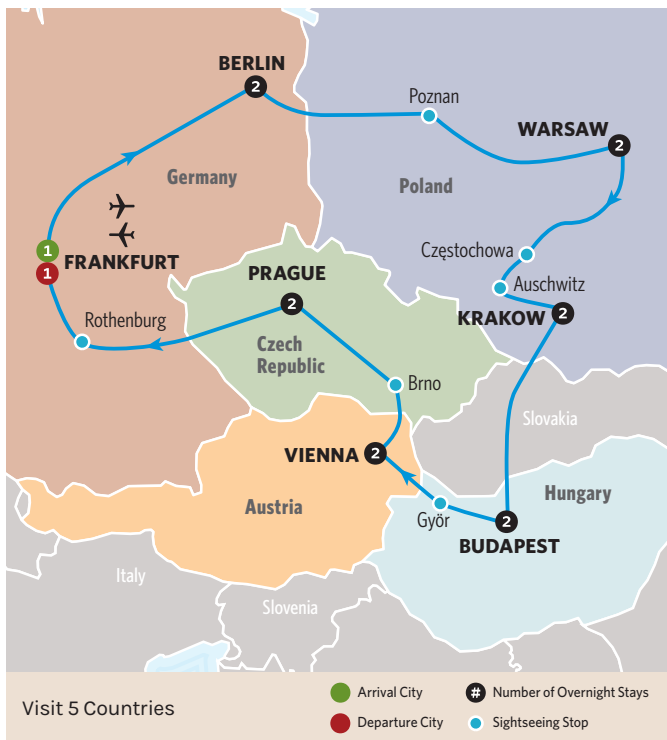 BERLIN
2
Poznan
WARSAW
2
Germany
Poland
Częstochowa
1
FRANKFURT
1
PRAGUE
2
Auschwitz
KRAKOW
2
Rothenburg
Czech
Republic
Brno
Slovakia
VIENNA
2
Hungary
Austria
Györ
2
BUDAPEST
Italy
Slovenia
Visit 5 Countries
Arrival City
# Number of Overnight Stays
Departure City
Sightseeing Stop